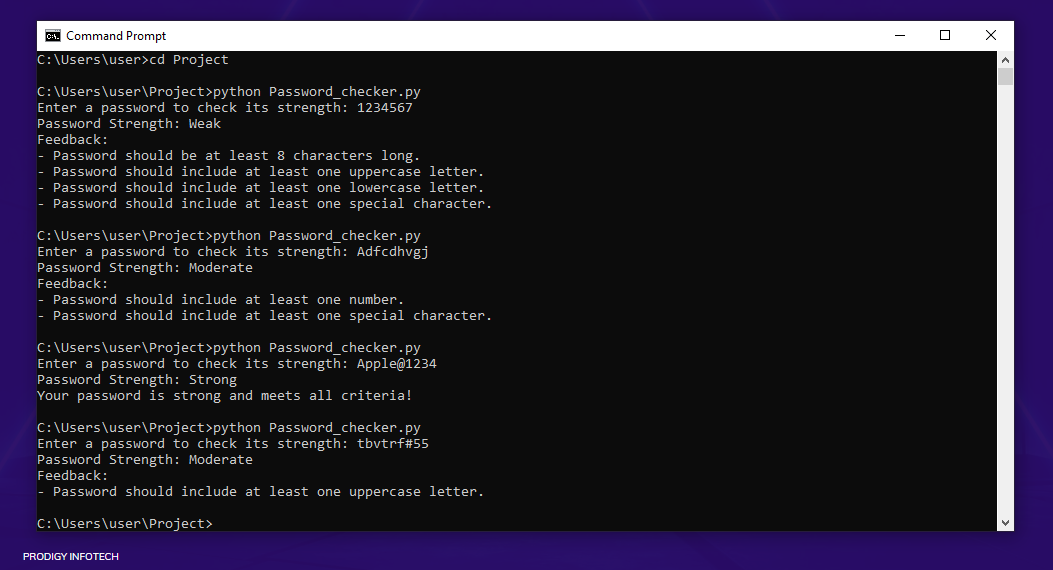 Command Prompt
C:\Users\user>cd Project
C:\Users\user\Project>python Password_checker.py
Enter a password to check its strength: 1234567
Password Strength: Weak
Feedback:
- Password should be at least 8 characters long.
- Password should include at least one uppercase letter.
- Password should include at least one lowercase letter.
- Password should include at least one special character.
C:\Users\user\Project>python Password_checker.py
Enter a password to check its strength: Adfcdhvgj
Password Strength: Moderate
Feedback:
- Password should include at least one number.
- Password should include at least one special character.
C:\Users\user\Project>python Password_checker.py
Enter a password to check its strength: Apple@1234
Password Strength: Strong
Your password is strong and meets all criteria!
C:\Users\user\Project>python Password_checker.py
Enter a password to check its strength: tbvtrf#55
Password Strength: Moderate
Feedback:
- Password should include at least one uppercase letter.
C:\Users\user\Project>
PRODIGY INFOTECH